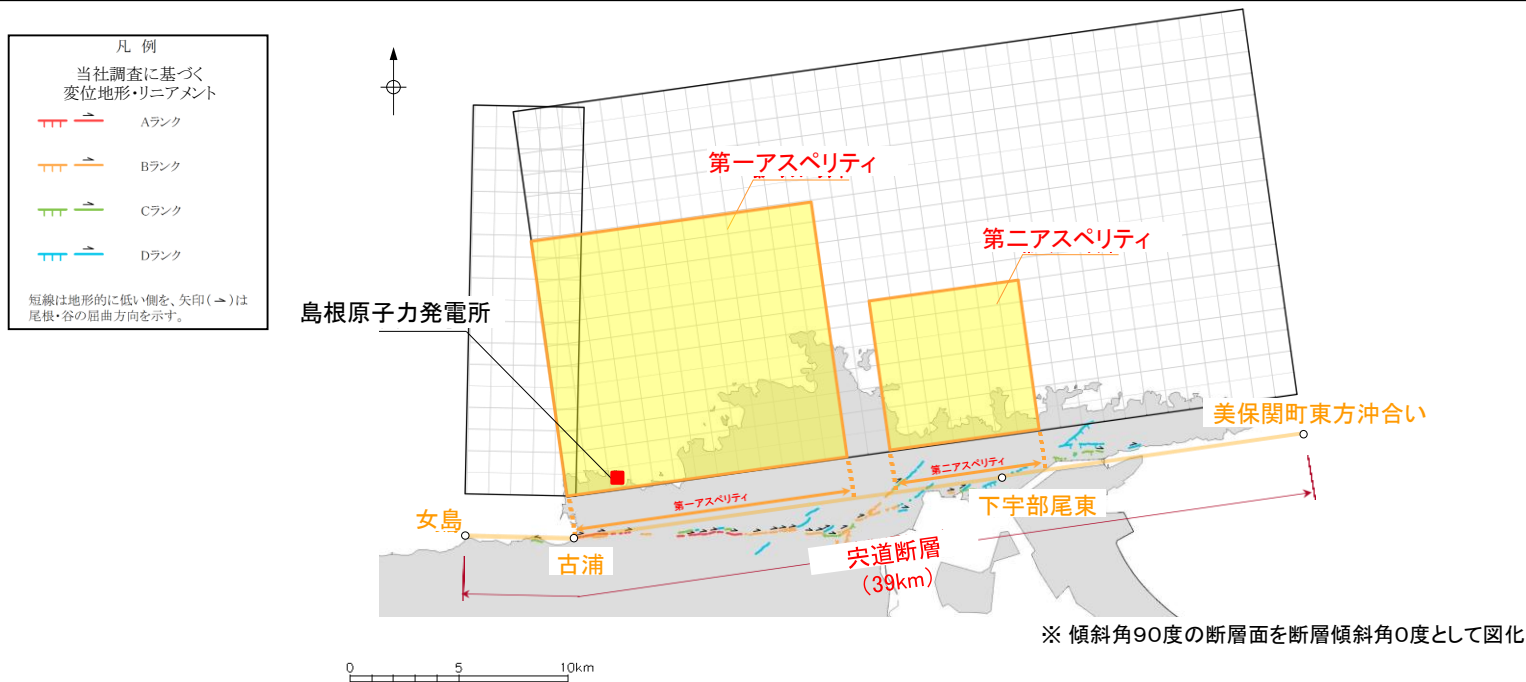 凡 例
当社調査に基づく
変位地形・リニアメント
Aランク
Bランク
Cランク
Dランク
短線は地形的に低い側を、矢印(⇀)は
尾根・谷の屈曲方向を示す。
第一アスペリティ
第二アスペリティ
島根原子力発電所
美保関町東方沖合い
第二アスペリティ
第一アスペリティ
下宇部尾東
女島
古浦
宍道断層
(39km)
※ 傾斜角90度の断層面を断層傾斜角0度として図化
0 5 10km